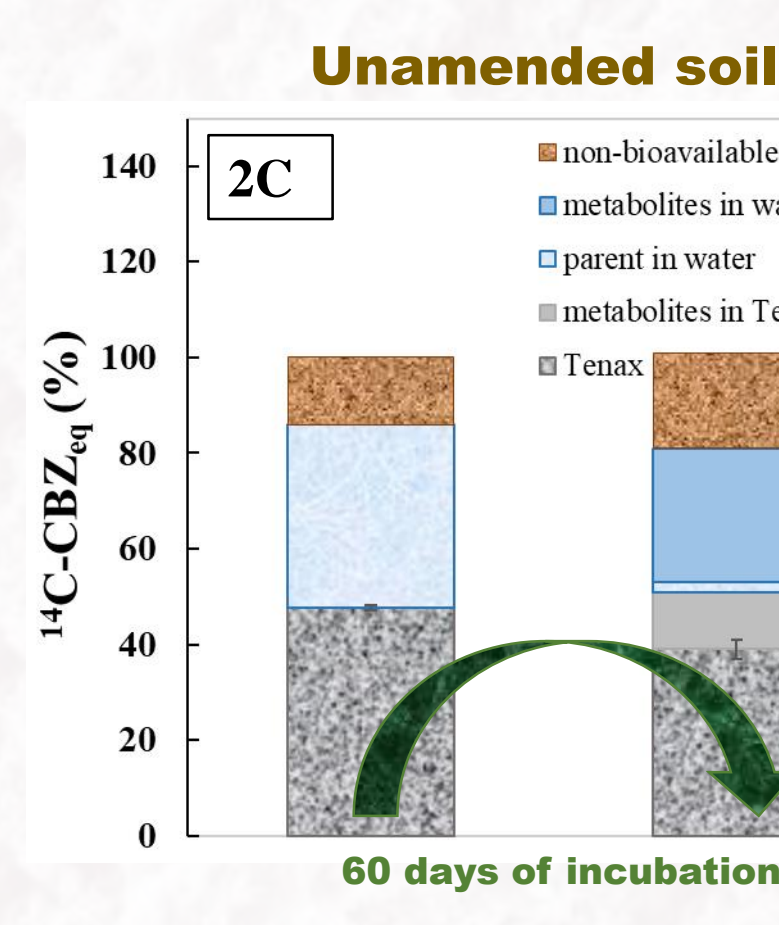 Unamended soil
2C
140
120
100
80
60
40
20
0
¹⁴C-CBZeq (%)
non-bioavailable
metabolites in wa
parent in water
metabolites in Te
Tenax
60 days of incubation